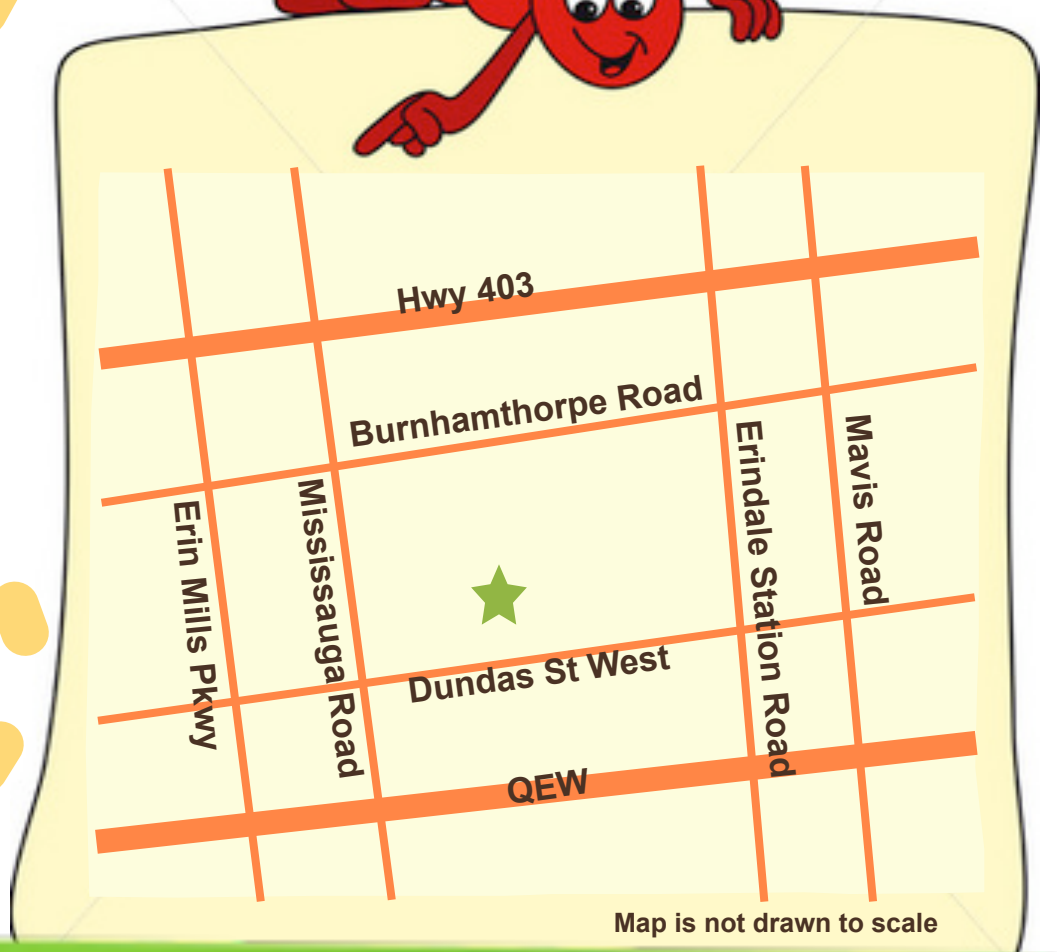 Hwy 403
Burnhamthorpe Road
Erin Mills Pkwy
Mississauga Road
Erindale Station Road
Mavis Road
Dundas St West
QEW
Map is not drawn to scale